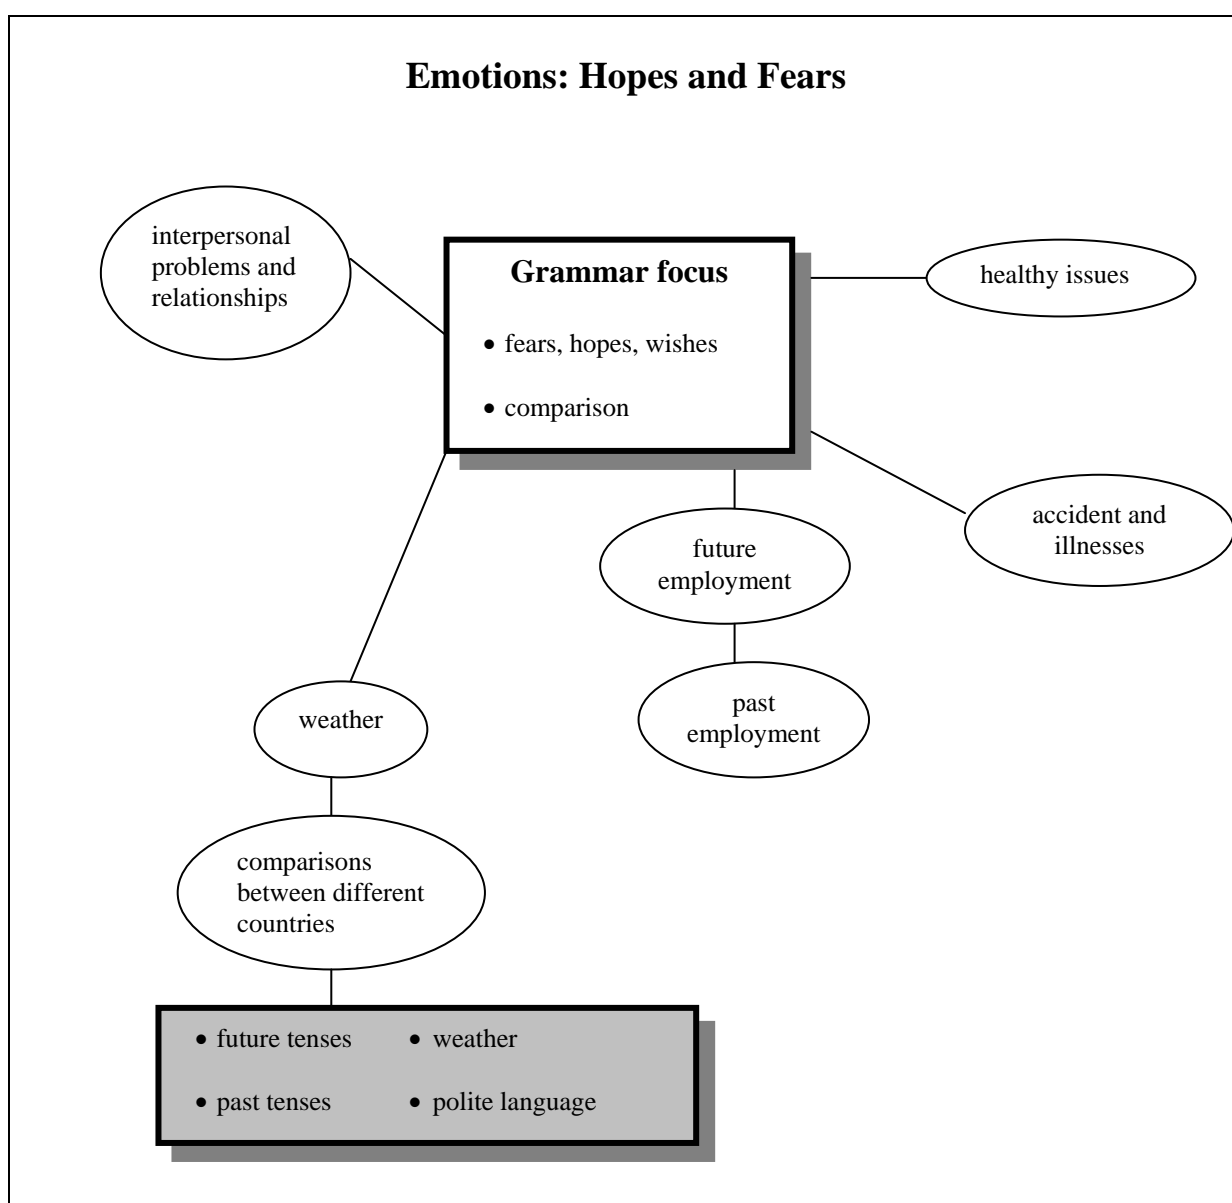 Emotions: Hopes and Fears
interpersonal
problems and
relationships
Grammar focus
• fears, hopes, wishes
• comparison
healthy issues
accident and
illnesses
future
employment
past
employment
weather
comparisons
between different
countries
• future tenses • weather
• past tenses • polite language